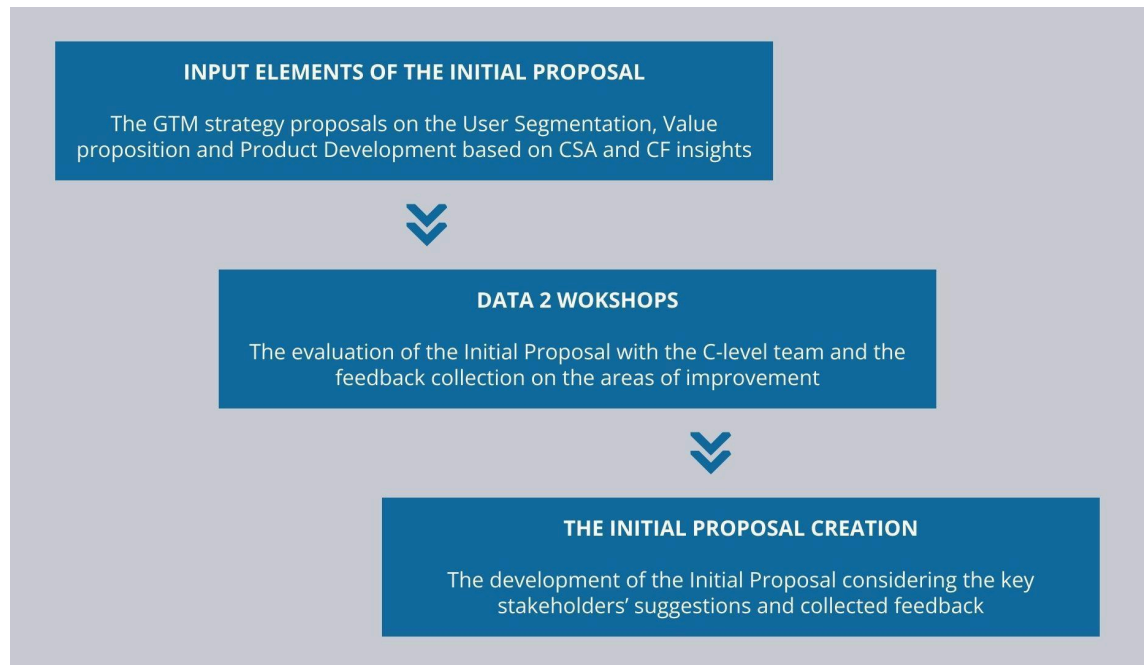 INPUT ELEMENTS OF THE INITIAL PROPOSAL
The GTM strategy proposals on the User Segmentation, Value
proposition and Product Development based on CSA and CF insights
DATA 2 WOKSHOPS
The evaluation of the Initial Proposal with the C-level team and the
feedback collection on the areas of improvement
THE INITIAL PROPOSAL CREATION
The development of the Initial Proposal considering the key
stakeholders’ suggestions and collected feedback